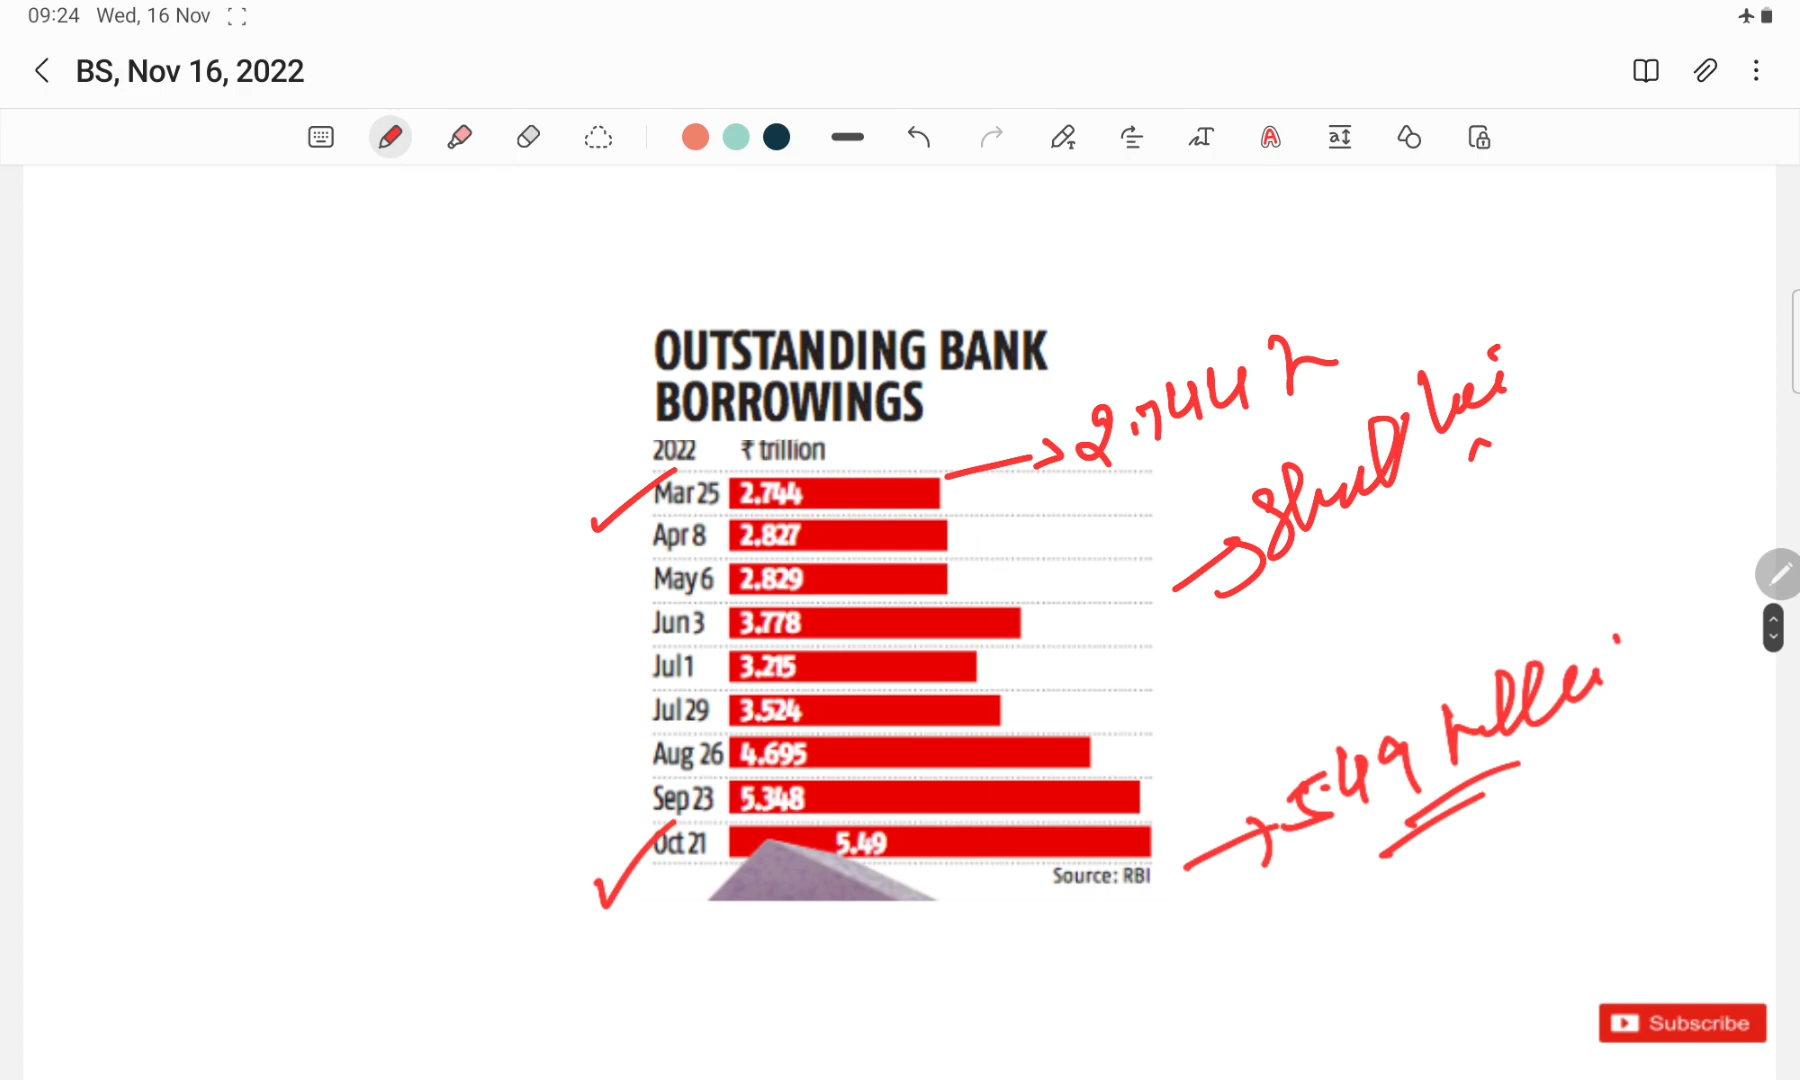 09:24 Wed, 16 Nov
BS, Nov 16, 2022
OUTSTANDING BANK
BORROWINGS
2022 ₹ trillion
Mar 25 2.744
Apr 8 2.827
May 6 2.829
Jun 3 3.778
Jul 1 3.215
Jul 29 3.524
Aug 26 4.695
Sep 23 5.348
Oct 21 5.49
Source: RBI
2.744
5.49
Subscribe